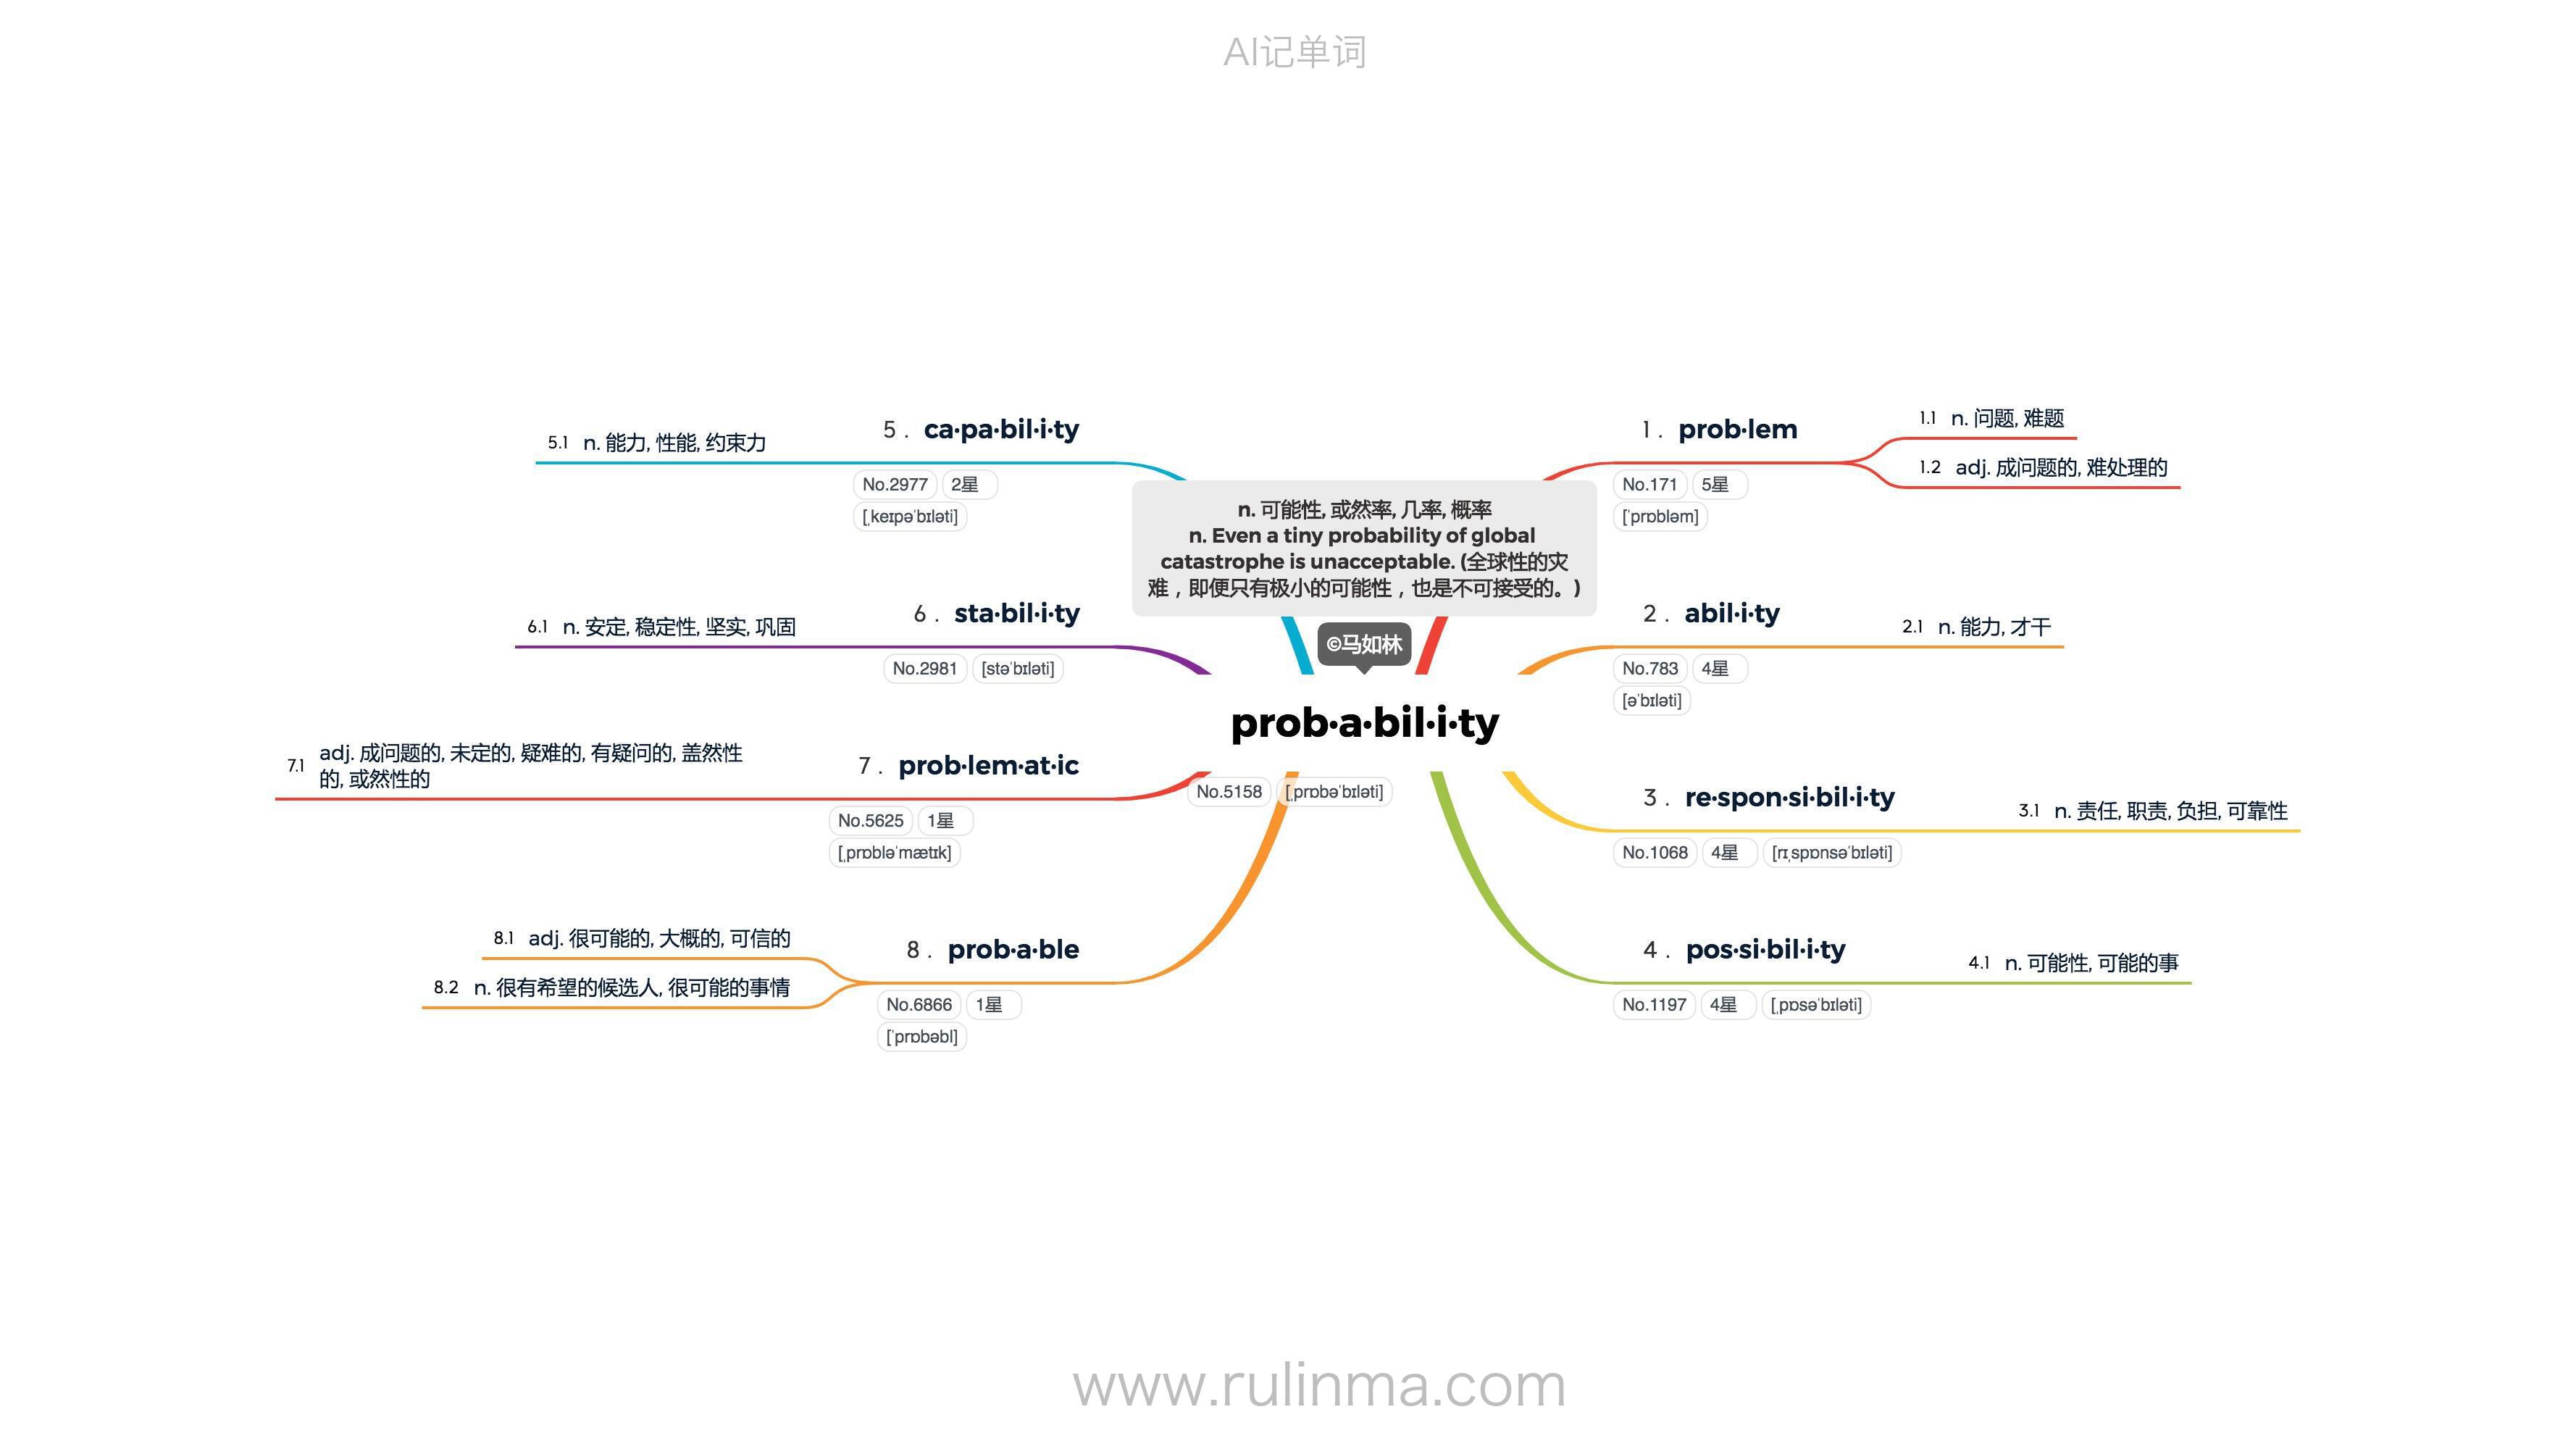 AI记单词
n. 可能性, 或然率, 几率, 概率
n. Even a tiny probability of global
catastrophe is unacceptable. (全球性的灾
难，即便只有极小的可能性，也是不可接受的。)
©马如林
prob·a·bil·i·ty
No.5158 [ˌprɒbəˈbɪləti]
1. prob·lem
No.171 5星
[ˈprɒbləm]
1.1 n. 问题, 难题
1.2 adj. 成问题的, 难处理的
2. abil·i·ty
No.783 4星
[əˈbɪləti]
2.1 n. 能力, 才干
3. re·spon·si·bil·i·ty
No.1068 4星 [rɪˌspɒnsəˈbɪləti]
3.1 n. 责任, 职责, 负担, 可靠性
4. pos·si·bil·i·ty
No.1197 4星 [ˌpɒsəˈbɪləti]
4.1 n. 可能性, 可能的事
5. ca·pa·bil·i·ty
No.2977 2星
[ˌkeɪpəˈbɪləti]
5.1 n. 能力, 性能, 约束力
6. sta·bil·i·ty
No.2981 [stəˈbɪləti]
6.1 n. 安定, 稳定性, 坚实, 巩固
7. prob·lem·at·ic
No.5625 1星
[ˌprɒbləˈmætɪk]
7.1 adj. 成问题的, 未定的, 疑难的, 有疑问的, 盖然性
的, 或然性的
8. prob·a·ble
No.6866 1星
[ˈprɒbəbl]
8.1 adj. 很可能的, 大概的, 可信的
8.2 n. 很有希望的候选人, 很可能的事情
www.rulinma.com